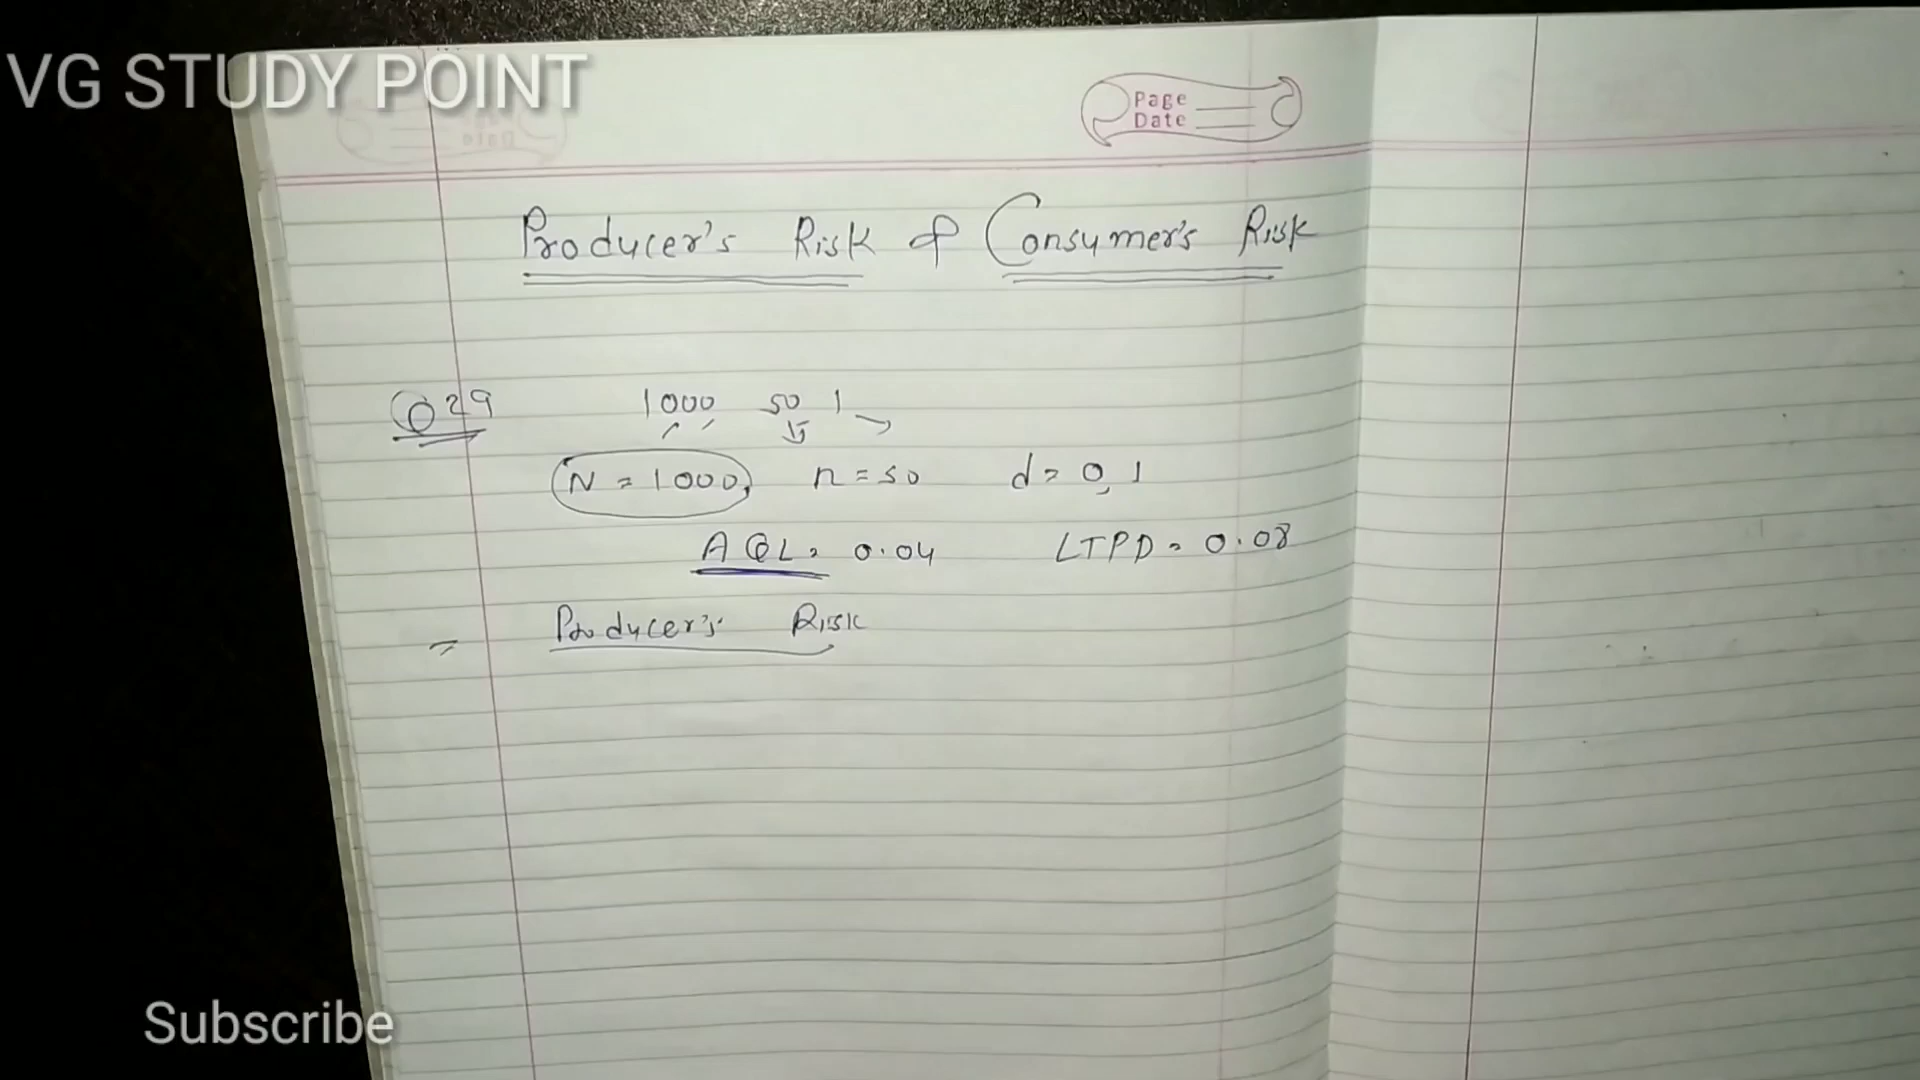 VG STUDY POINT
Page
Date
Producer's Risk & Consumer's Risk
Q 29 1000 50 1
N = 1000, n = 50 d = 0, 1
AQL = 0.04 LTPD = 0.08
Producer's Risk
Subscribe